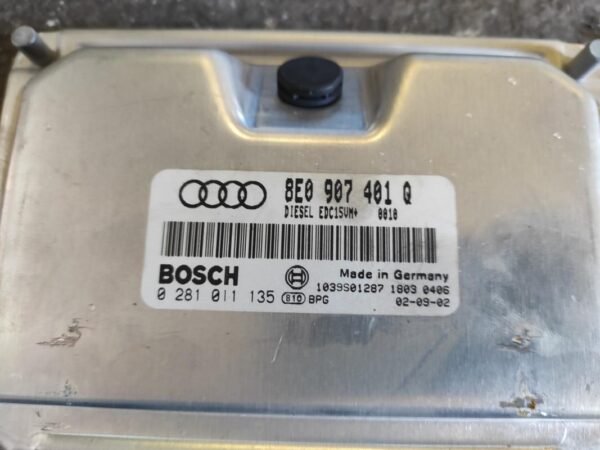 8E0 907 401 Q
DIESEL EDC15VM+ 0010
BOSCH
Made in Germany
1039S01287 1803 0406
0 281 011 135 810 BPG 02-09-02